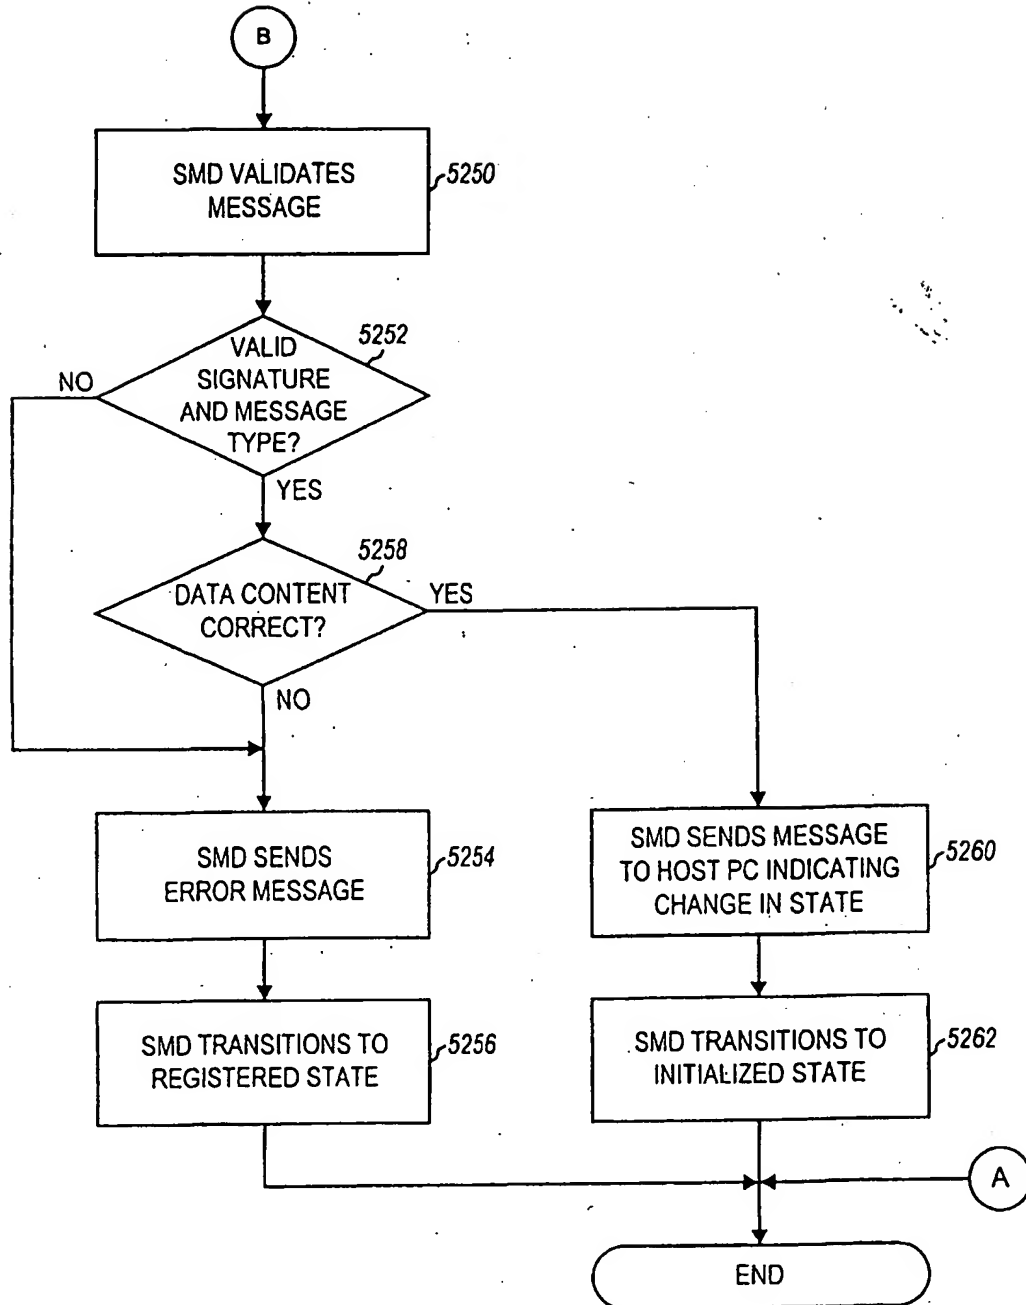 B
SMD VALIDATES
MESSAGE
5250
VALID
SIGNATURE
AND MESSAGE
TYPE?
5252
NO
YES
DATA CONTENT
CORRECT?
5258
YES
NO
SMD SENDS
ERROR MESSAGE
5254
SMD SENDS MESSAGE
TO HOST PC INDICATING
CHANGE IN STATE
5260
SMD TRANSITIONS TO
REGISTERED STATE
5256
SMD TRANSITIONS TO
INITIALIZED STATE
5262
A
END